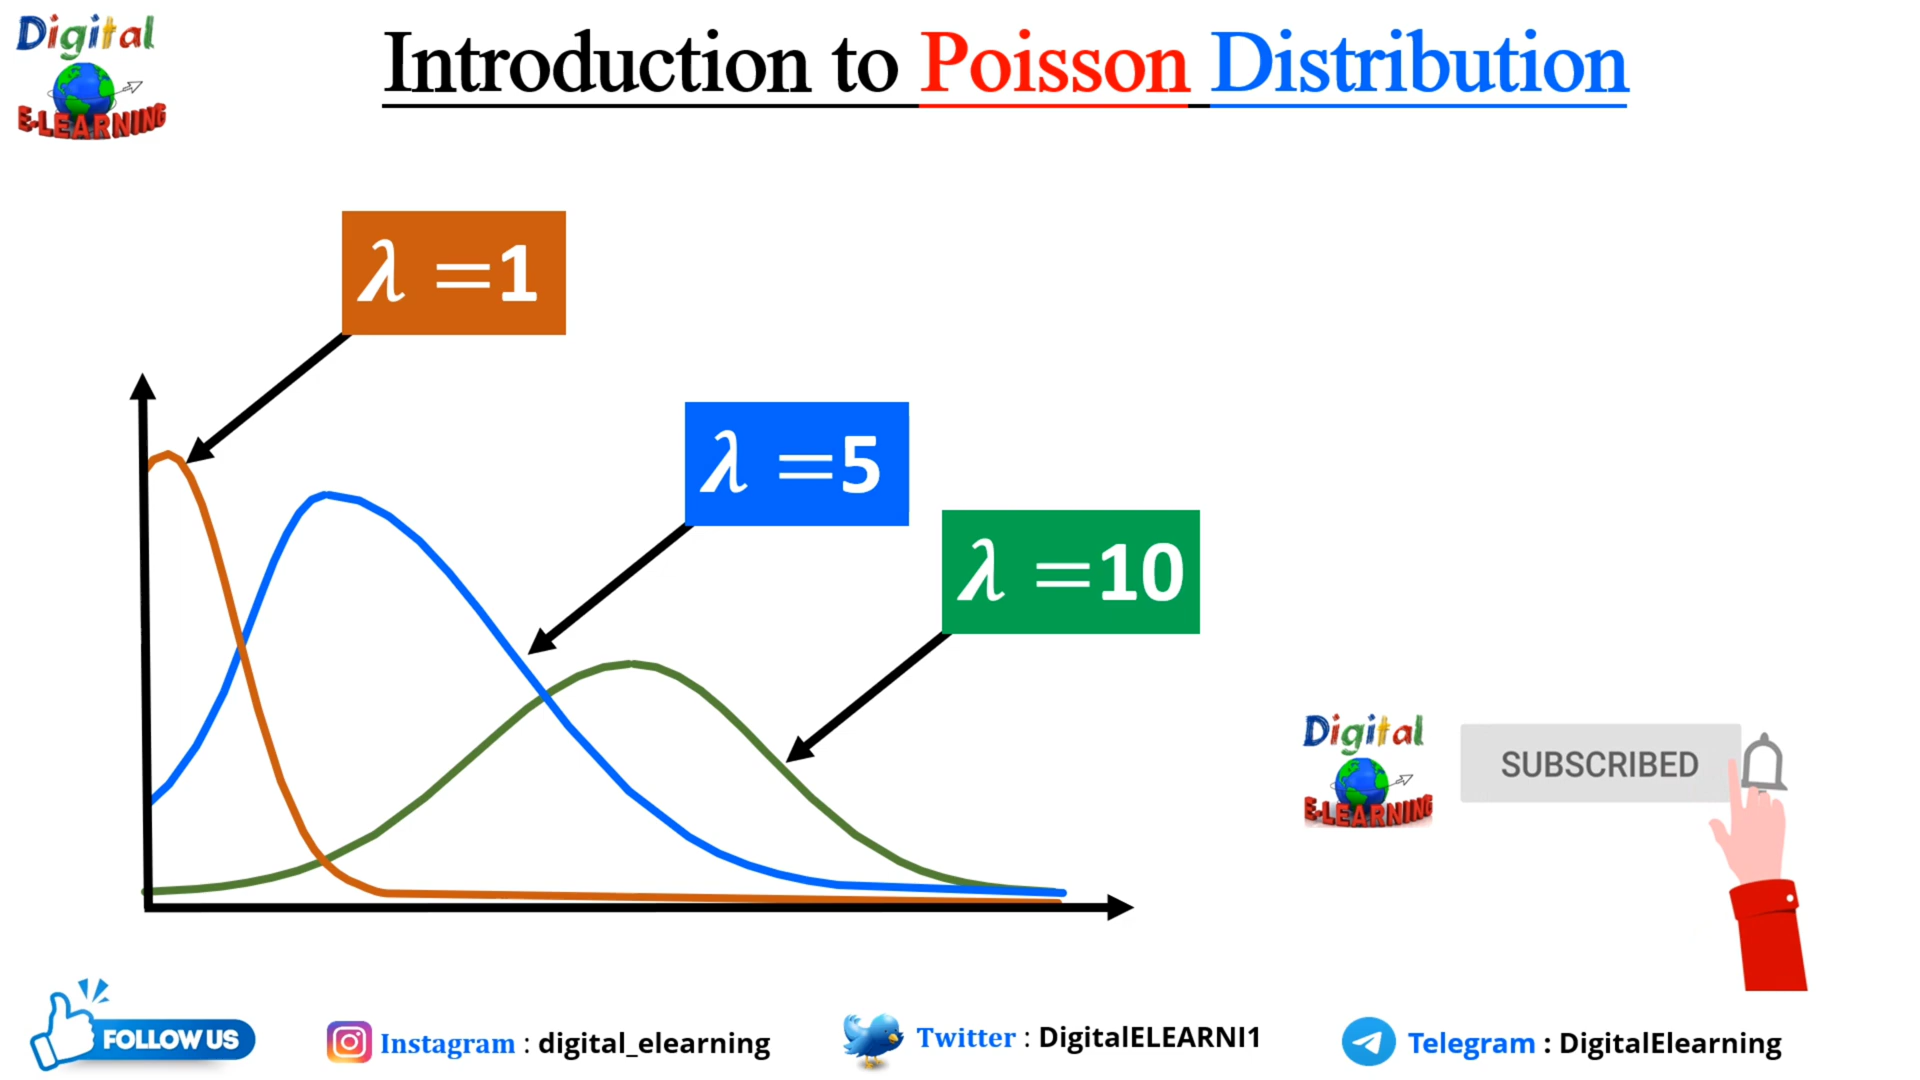 Digital
E-LEARNING
Introduction to Poisson Distribution
λ =1
λ =5
λ =10
Digital
E-LEARNING
SUBSCRIBED
FOLLOW US
Instagram : digital_elearning
Twitter : DigitalELEARNI1
Telegram : DigitalElearning